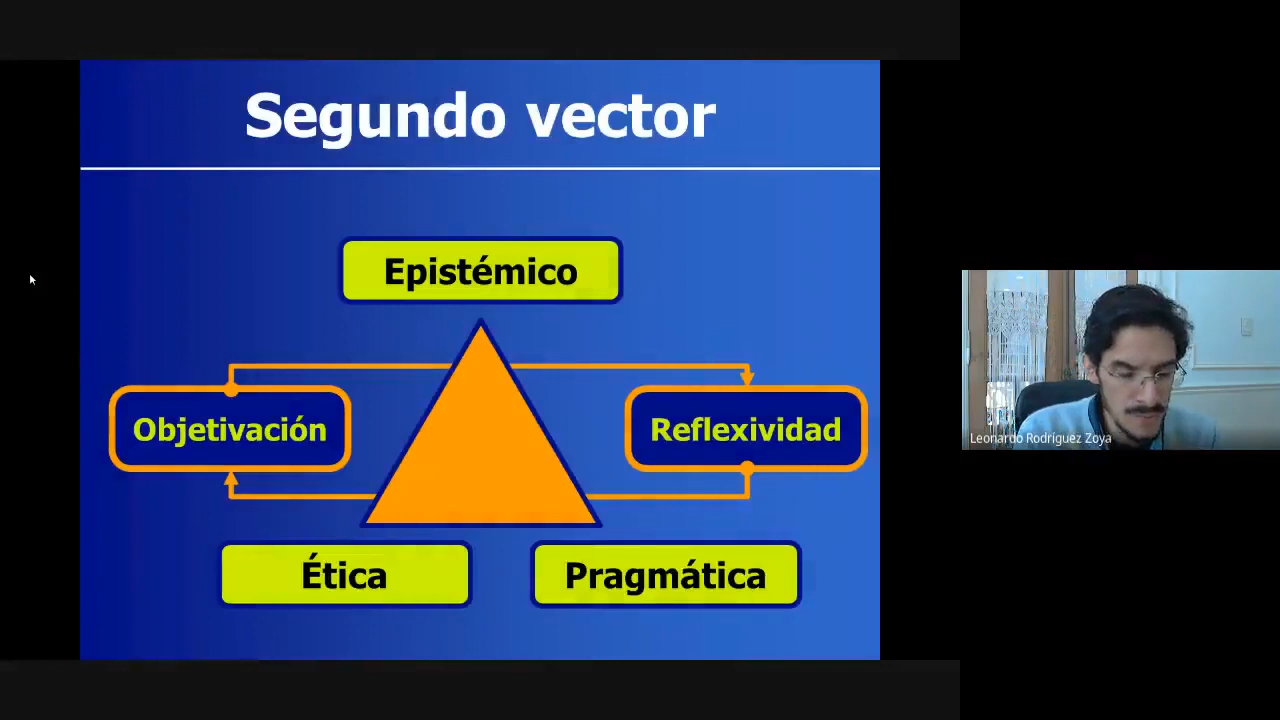 Segundo vector
Epistémico
Objetivación
Reflexividad
Ética
Pragmática
Leonardo Rodríguez Zoya